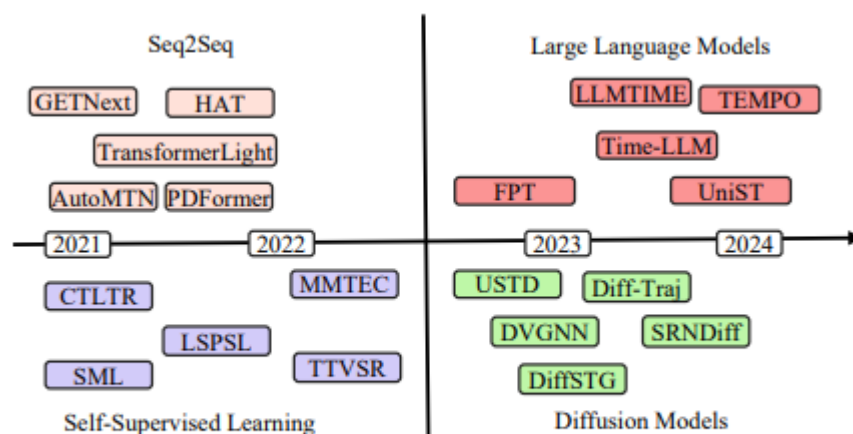 Seq2Seq
Large Language Models
GETNext
HAT
LLMTIME
TEMPO
TransformerLight
Time-LLM
AutoMTN
PDFormer
FPT
UniST
2021
2022
2023
2024
CTLTR
MMTEC
USTD
Diff-Traj
LSPSL
DVGNN
SRNDiff
SML
TTVSR
DiffSTG
Self-Supervised Learning
Diffusion Models